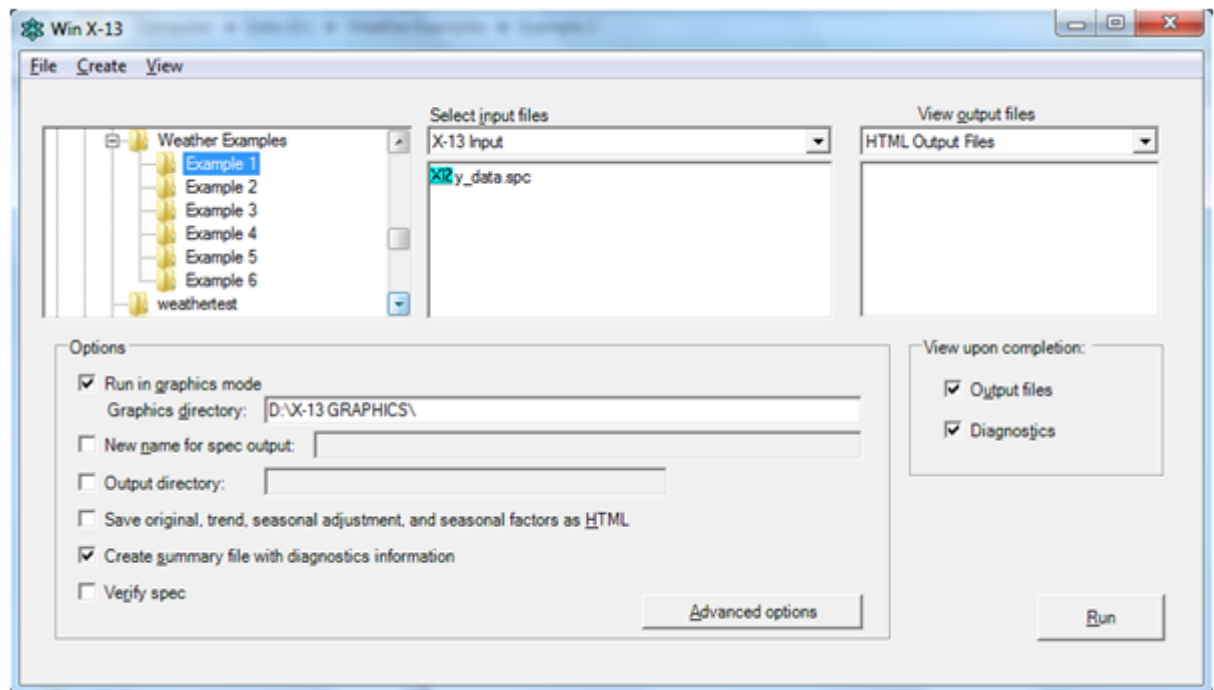 Win X-13
File Create View
Select input files
View output files
Weather Examples
Example 1
Example 2
Example 3
Example 4
Example 5
Example 6
weathertest
X-13 Input
X12 y_data.spc
HTML Output Files
Options
Run in graphics mode
Graphics directory: D:\X-13 GRAPHICS\
New name for spec output:
Output directory:
Save original, trend, seasonal adjustment, and seasonal factors as HTML
Create summary file with diagnostics information
Verify spec
Advanced options
View upon completion:
Output files
Diagnostics
Run